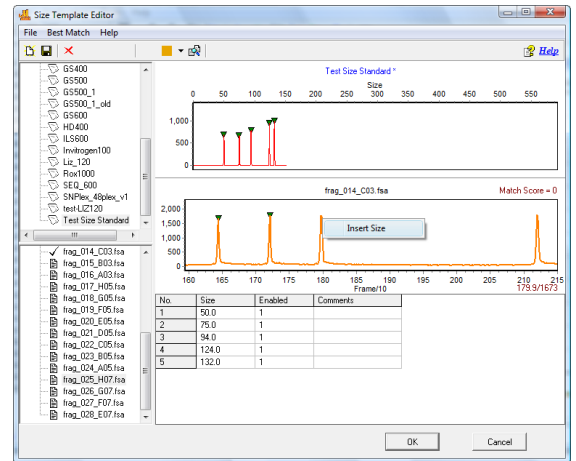 Size Template Editor
File Best Match Help
Help
GS400
GS500
GS500_1
GS500_1_old
GS600
HD400
ILS600
Invitrogen100
Liz_120
Rox1000
SEQ_600
SNPlex_48plex_v1
test-LIZ120
Test Size Standard
Test Size Standard *
Size
0 50 100 150 200 250 300 350 400 450 500 550
1,000
500
0
frag_014_C03.fsa
Match Score = 0
2,000
1,500
1,000
500
0
Insert Size
160 165 170 175 180 185 190 195 200 205 210 215
Frame/10
179.9/1673
frag_014_C03.fsa
frag_015_B03.fsa
frag_016_A03.fsa
frag_017_H05.fsa
frag_018_G05.fsa
frag_019_F05.fsa
frag_020_E05.fsa
frag_021_D05.fsa
frag_022_C05.fsa
frag_023_B05.fsa
frag_024_A05.fsa
frag_025_H07.fsa
frag_026_G07.fsa
frag_027_F07.fsa
frag_028_E07.fsa
No. Size Enabled Comments
1 50.0 1
2 75.0 1
3 94.0 1
4 124.0 1
5 132.0 1
OK Cancel